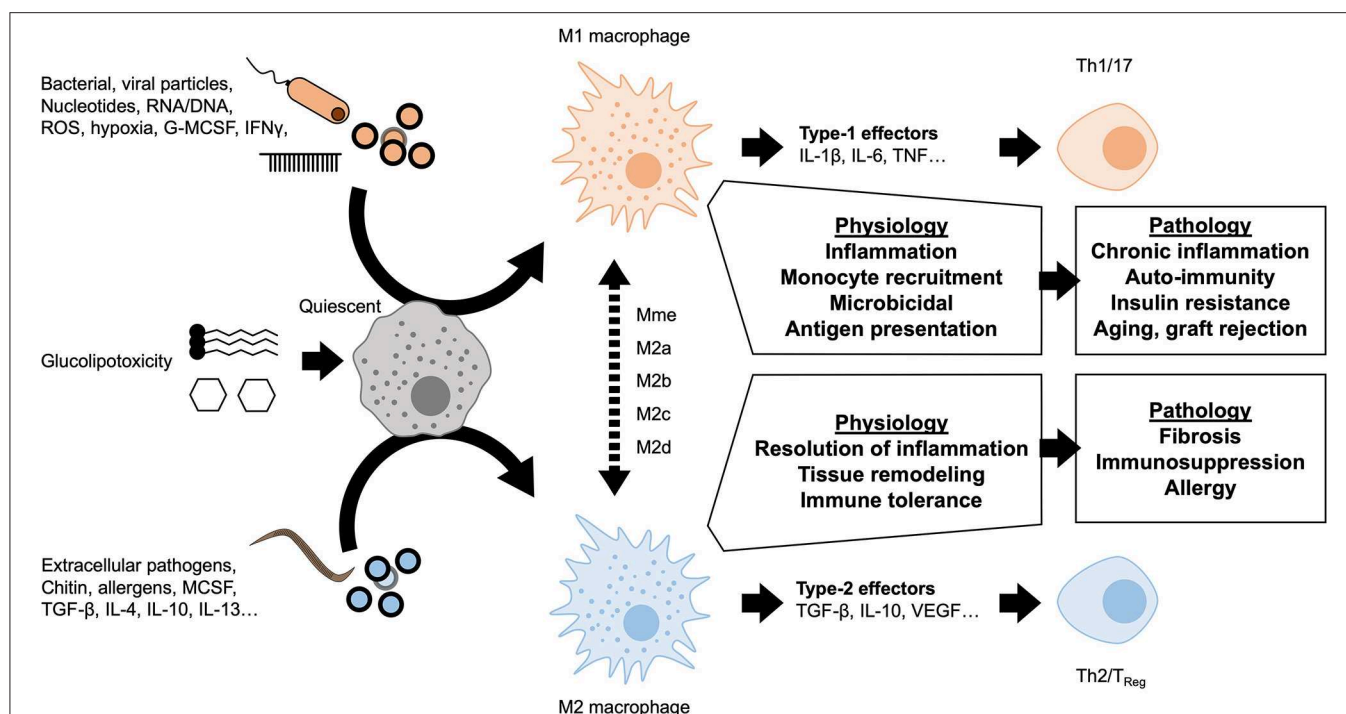 M1 macrophage
Bacterial, viral particles,
Nucleotides, RNA/DNA,
ROS, hypoxia, G-MCSF, IFNγ,
Th1/17
Type-1 effectors
IL-1β, IL-6, TNF…
Physiology
Inflammation
Monocyte recruitment
Microbicidal
Antigen presentation
Pathology
Chronic inflammation
Auto-immunity
Insulin resistance
Aging, graft rejection
Quiescent
Glucolipotoxicity
Mme
M2a
M2b
M2c
M2d
Physiology
Resolution of inflammation
Tissue remodeling
Immune tolerance
Pathology
Fibrosis
Immunosuppression
Allergy
Extracellular pathogens,
Chitin, allergens, MCSF,
TGF-β, IL-4, IL-10, IL-13…
Type-2 effectors
TGF-β, IL-10, VEGF…
Th2/TReg
M2 macrophage